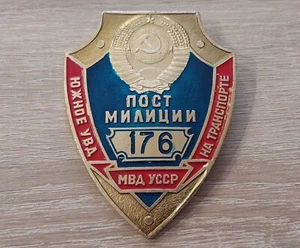 ПОСТ
МИЛИЦИИ
176
ЮЖНОЕ УВД
НА ТРАНСПОРТЕ
МВД УССР